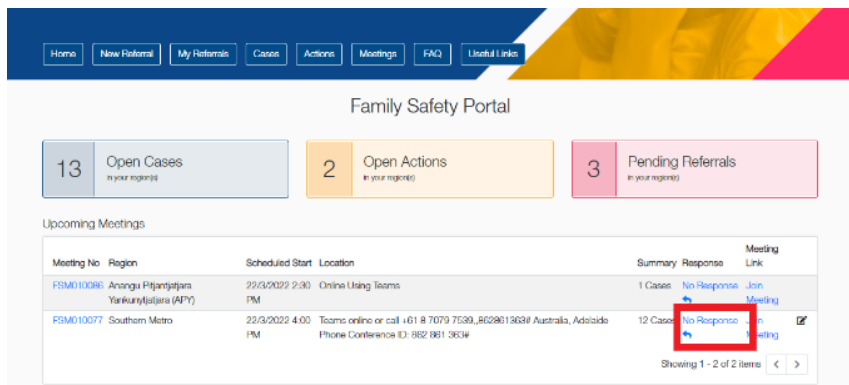 Home New Referral My Referrals Cases Actions Meetings FAQ Useful Links
Family Safety Portal
13 Open Cases
in your region(s)
2 Open Actions
in your region(s)
3 Pending Referrals
in your region(s)
Upcoming Meetings
Meeting No Region Scheduled Start Location Summary Response Meeting Link
FSM010086 Anangu Pitjantjatjara Yankunytjatjara (APY) 22/3/2022 2:30 PM Online Using Teams 1 Cases No Response Join Meeting
FSM010077 Southern Metro 22/3/2022 4:00 PM Teams online or call +61 8 7079 7539,,862861363# Australia, Adelaide Phone Conference ID: 862 861 363# 12 Cases No Response
Showing 1 - 2 of 2 items